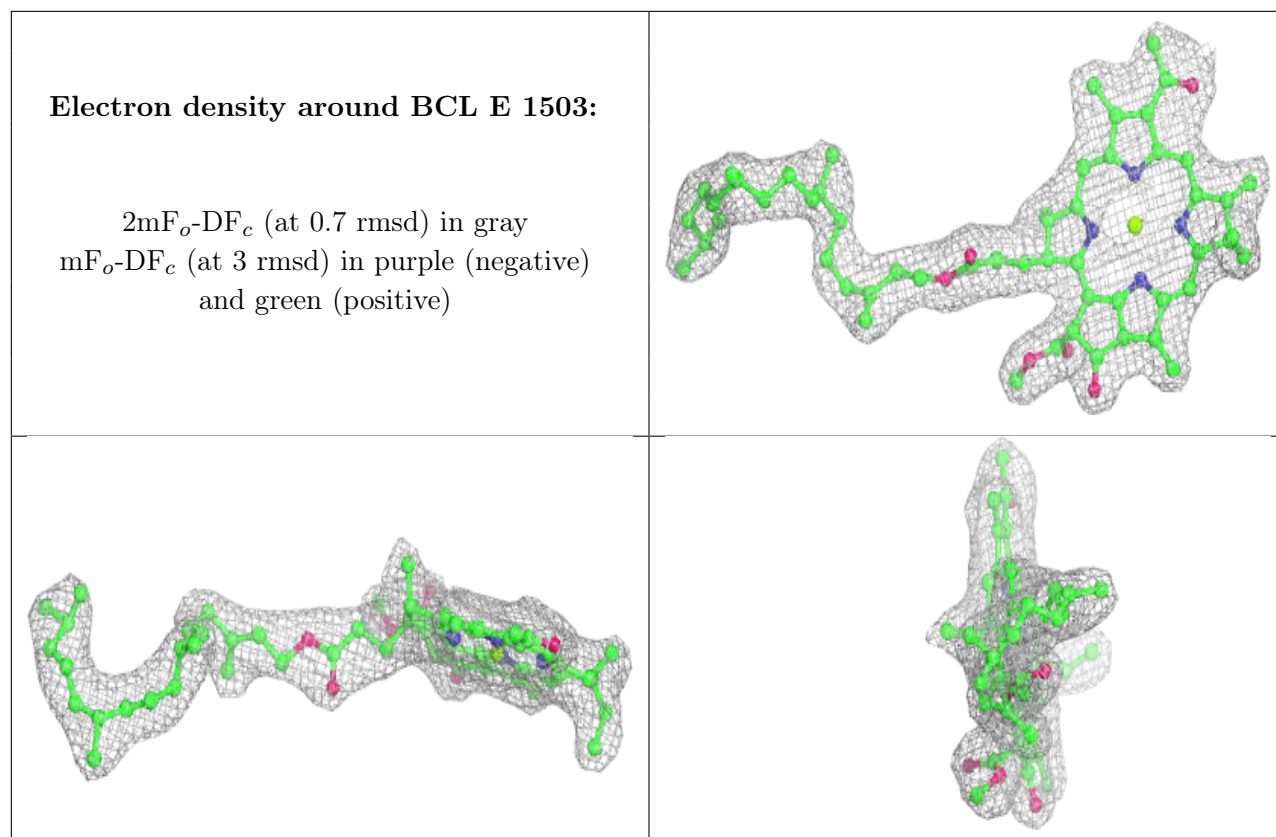 Electron density around BCL E 1503:
2mFₒ-DF𝑐 (at 0.7 rmsd) in gray
mFₒ-DF𝑐 (at 3 rmsd) in purple (negative)
and green (positive)